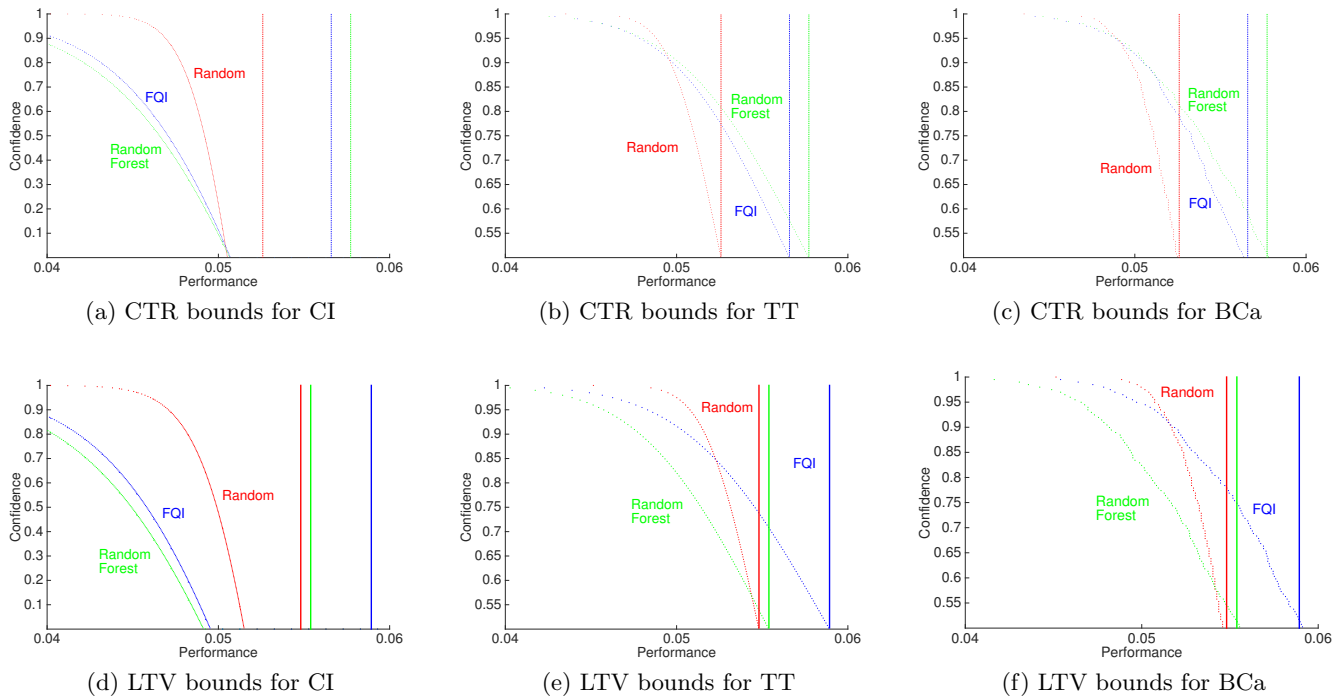 1
0.9
0.8
0.7
0.6
0.5
0.4
0.3
0.2
0.1
Confidence
Random
FQI
Random
Forest
0.04
0.05
0.06
Performance
(a) CTR bounds for CI
1
0.95
0.9
0.85
0.8
0.75
0.7
0.65
0.6
0.55
Confidence
Random
Forest
Random
FQI
0.04
0.05
0.06
Performance
(b) CTR bounds for TT
1
0.95
0.9
0.85
0.8
0.75
0.7
0.65
0.6
0.55
Confidence
Random
Forest
Random
FQI
0.04
0.05
0.06
Performance
(c) CTR bounds for BCa
1
0.9
0.8
0.7
0.6
0.5
0.4
0.3
0.2
0.1
Confidence
Random
FQI
Random
Forest
0.04
0.05
0.06
Performance
(d) LTV bounds for CI
1
0.95
0.9
0.85
0.8
0.75
0.7
0.65
0.6
0.55
Confidence
Random
FQI
Random
Forest
0.04
0.05
0.06
Performance
(e) LTV bounds for TT
1
0.95
0.9
0.85
0.8
0.75
0.7
0.65
0.6
0.55
Confidence
Random
Random
Forest
FQI
0.04
0.05
0.06
Performance
(f) LTV bounds for BCa